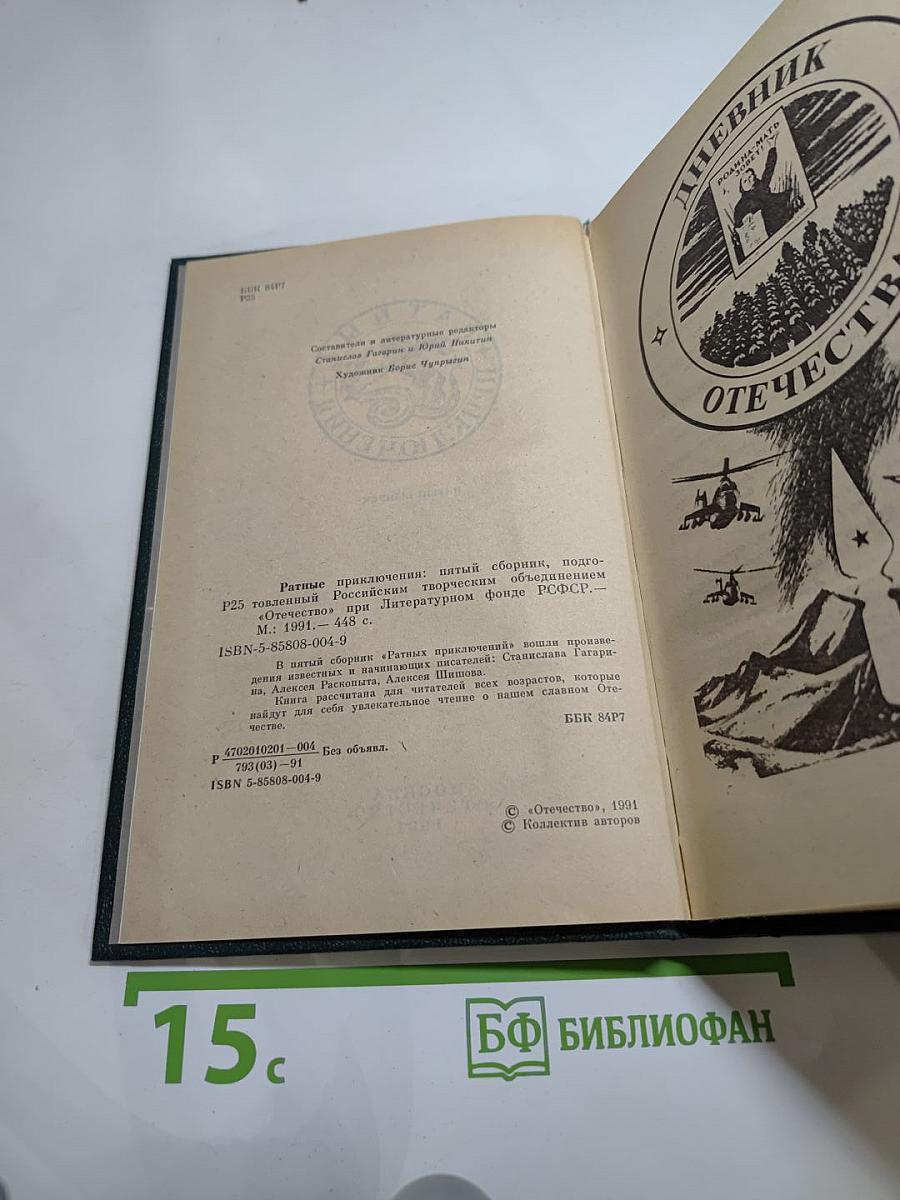 ББК 84Р7
Р25
Составители и литературные редакторы
Станислав Гагарин и Юрий Никитин
Художник Борис Чупрыгин
Ратные приключения: пятый сборник, подго-
Р25 товленный Российским творческим объединением
«Отечество» при Литературном фонде РСФСР.—
М.: 1991.— 448 с.
ISBN-5-85808-004-9
В пятый сборник «Ратных приключений» вошли произве-
дения известных и начинающих писателей: Станислава Гагари-
на, Алексея Раскопыта, Алексея Шишова.
Книга рассчитана для читателей всех возрастов, которые
найдут для себя увлекательное чтение о нашем славном Оте-
честве.
ББК 84Р7
Р 4702010201—004 Без объявл.
793(03)—91
ISBN 5-85808-004-9
© «Отечество», 1991
© Коллектив авторов
ДНЕВНИК
РОДИНА-МАТЬ
ЗОВЕТ!
ОТЕЧЕСТВА
15 с
БФ БИБЛИОФАН